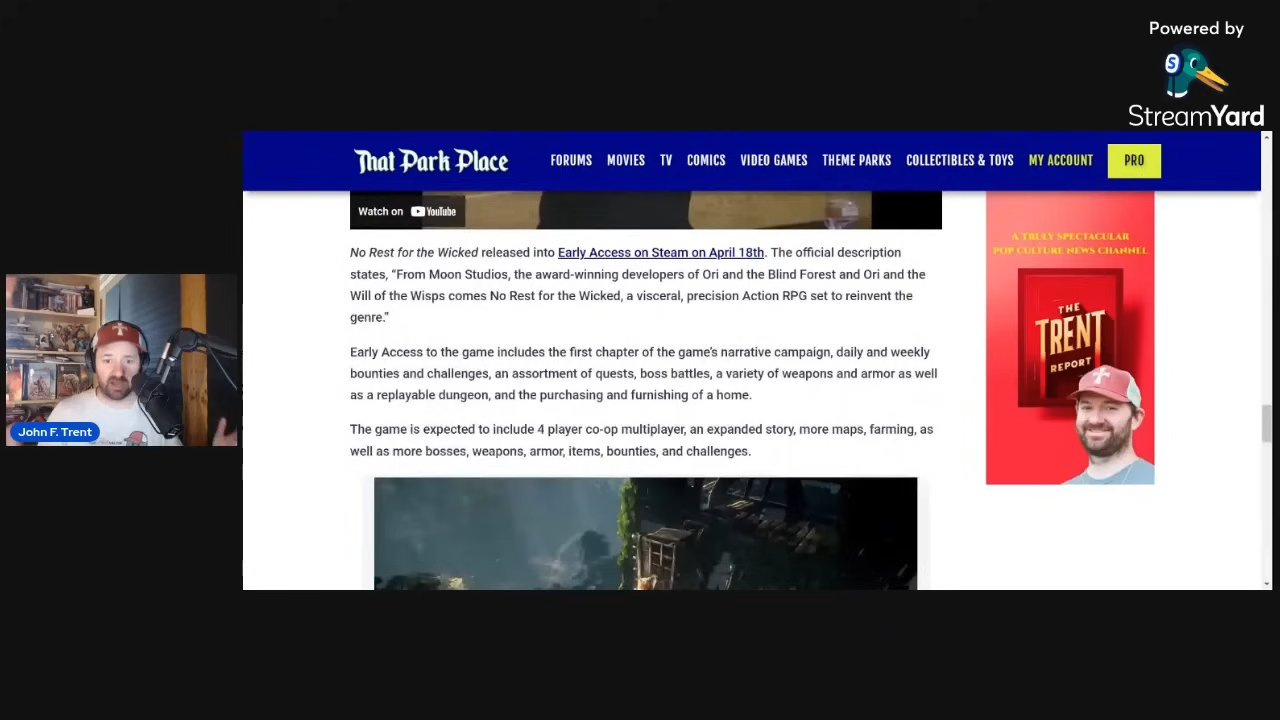 Powered by
S
StreamYard
That Park Place
FORUMS MOVIES TV COMICS VIDEO GAMES THEME PARKS COLLECTIBLES & TOYS MY ACCOUNT PRO
Watch on YouTube
No Rest for the Wicked released into Early Access on Steam on April 18th. The official description
states, “From Moon Studios, the award-winning developers of Ori and the Blind Forest and Ori and the
Will of the Wisps comes No Rest for the Wicked, a visceral, precision Action RPG set to reinvent the
genre.”
Early Access to the game includes the first chapter of the game’s narrative campaign, daily and weekly
bounties and challenges, an assortment of quests, boss battles, a variety of weapons and armor as well
as a replayable dungeon, and the purchasing and furnishing of a home.
The game is expected to include 4 player co-op multiplayer, an expanded story, more maps, farming, as
well as more bosses, weapons, armor, items, bounties, and challenges.
A TRULY SPECTACULAR
POP CULTURE NEWS CHANNEL
THE
TRENT
REPORT
John F. Trent